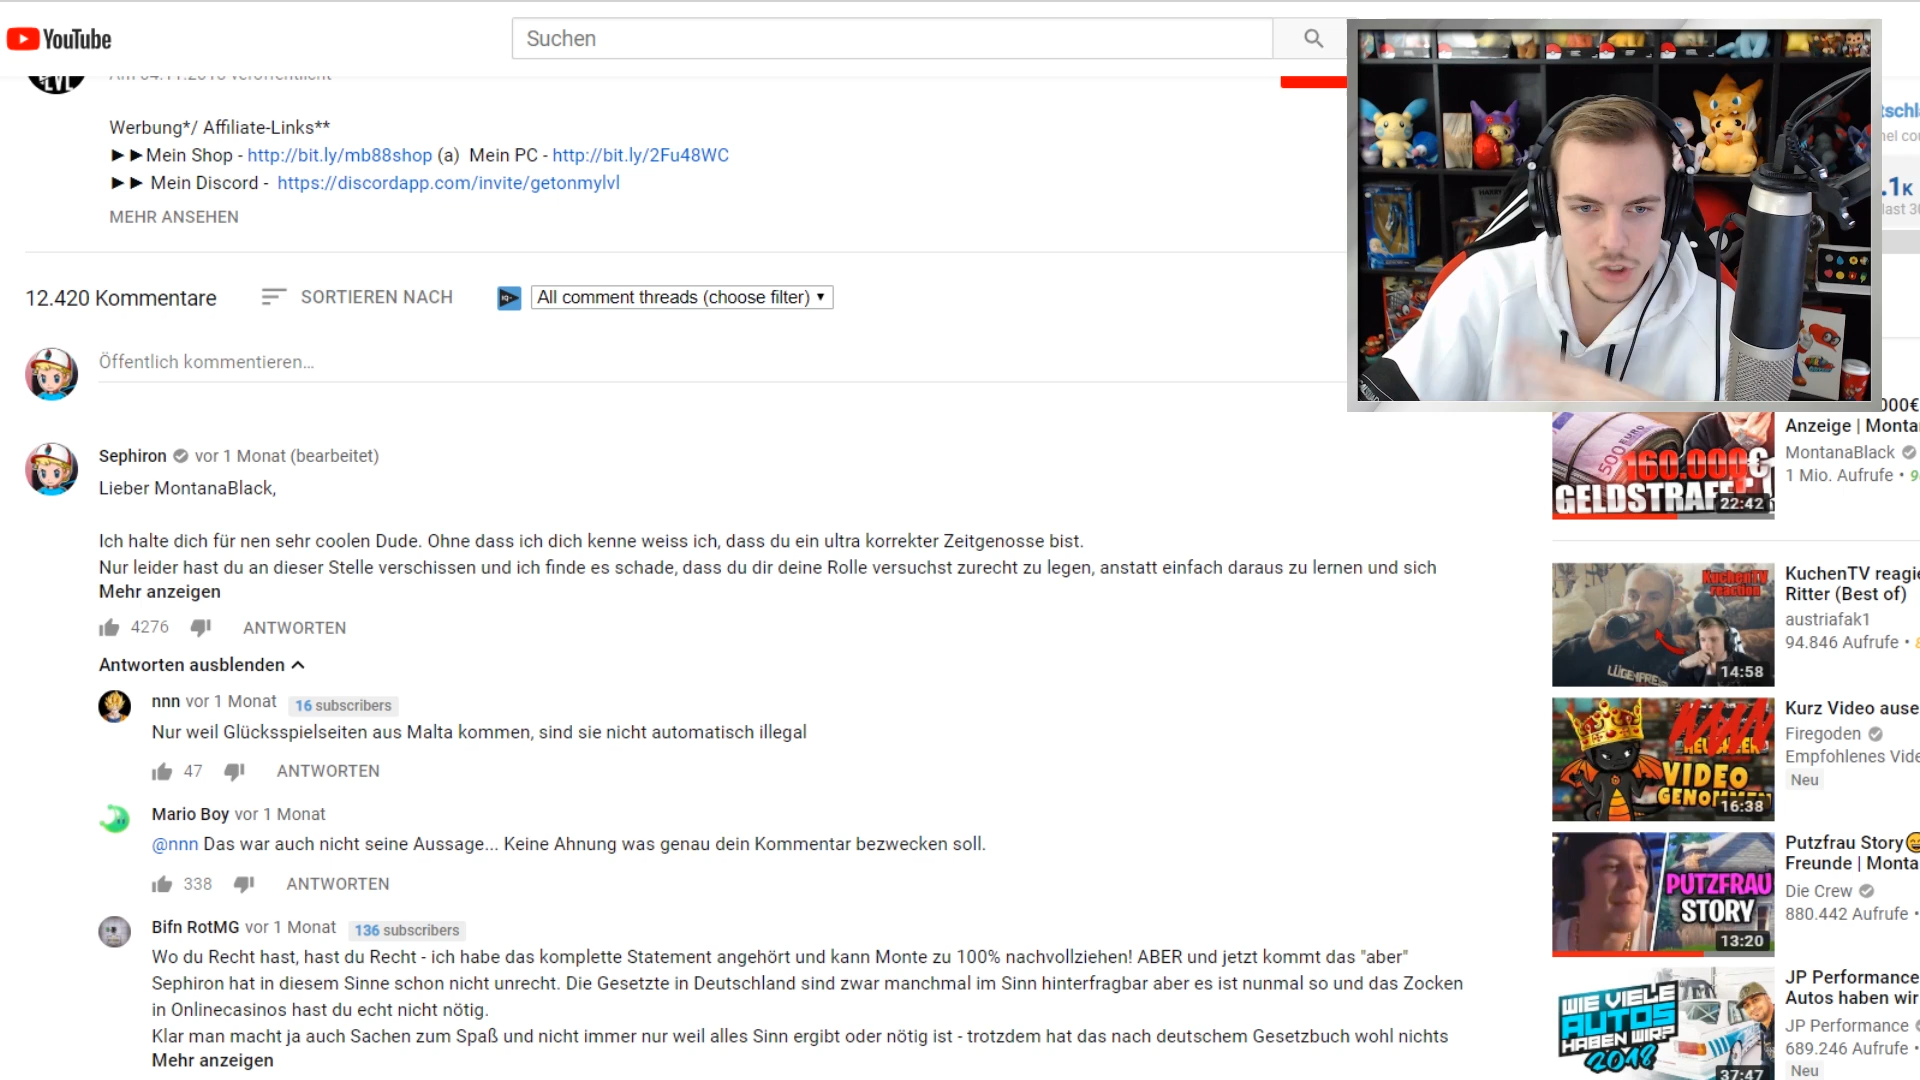 YouTube
Suchen
Werbung*/ Affiliate-Links**
►►Mein Shop - http://bit.ly/mb88shop (a) Mein PC - http://bit.ly/2Fu48WC
►► Mein Discord - https://discordapp.com/invite/getonmylvl
MEHR ANSEHEN
12.420 Kommentare
SORTIEREN NACH
All comment threads (choose filter) ▼
Öffentlich kommentieren...
Sephiron vor 1 Monat (bearbeitet)
Lieber MontanaBlack,
Ich halte dich für nen sehr coolen Dude. Ohne dass ich dich kenne weiss ich, dass du ein ultra korrekter Zeitgenosse bist.
Nur leider hast du an dieser Stelle verschissen und ich finde es schade, dass du dir deine Rolle versuchst zurecht zu legen, anstatt einfach daraus zu lernen und sich
Mehr anzeigen
4276 ANTWORTEN
Antworten ausblenden
nnn vor 1 Monat 16 subscribers
Nur weil Glücksspielseiten aus Malta kommen, sind sie nicht automatisch illegal
47 ANTWORTEN
Mario Boy vor 1 Monat
@nnn Das war auch nicht seine Aussage... Keine Ahnung was genau dein Kommentar bezwecken soll.
338 ANTWORTEN
Bifn RotMG vor 1 Monat 136 subscribers
Wo du Recht hast, hast du Recht - ich habe das komplette Statement angehört und kann Monte zu 100% nachvollziehen! ABER und jetzt kommt das "aber"
Sephiron hat in diesem Sinne schon nicht unrecht. Die Gesetzte in Deutschland sind zwar manchmal im Sinn hinterfragbar aber es ist nunmal so und das Zocken
in Onlinecasinos hast du echt nicht nötig.
Klar man macht ja auch Sachen zum Spaß und nicht immer nur weil alles Sinn ergibt oder nötig ist - trotzdem hat das nach deutschem Gesetzbuch wohl nichts
Mehr anzeigen
.1K
last 30
000€
Anzeige | Monta
MontanaBlack
1 Mio. Aufrufe •
500 EURO
160.000€
GELDSTRAFE
22:42
KuchenTV reagie
Ritter (Best of)
austriafak1
94.846 Aufrufe •
KuchenTV
reaction
LÜGENPRE
14:58
Kurz Video ause
Firegoden
Empfohlenes Vide
Neu
VIDEO
GENOMMEN
16:38
Putzfrau Story
Freunde | Monta
Die Crew
880.442 Aufrufe •
PUTZFRAU
STORY
13:20
JP Performance
Autos haben wir
JP Performance
689.246 Aufrufe •
Neu
WIE VIELE
AUTOS
HABEN WIR?
2018
37:47